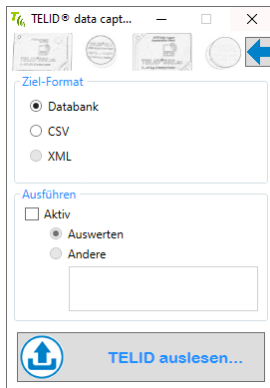 TELID® data capt...
Ziel-Format
Databank
CSV
XML
Ausführen
Aktiv
Auswerten
Andere
TELID auslesen...